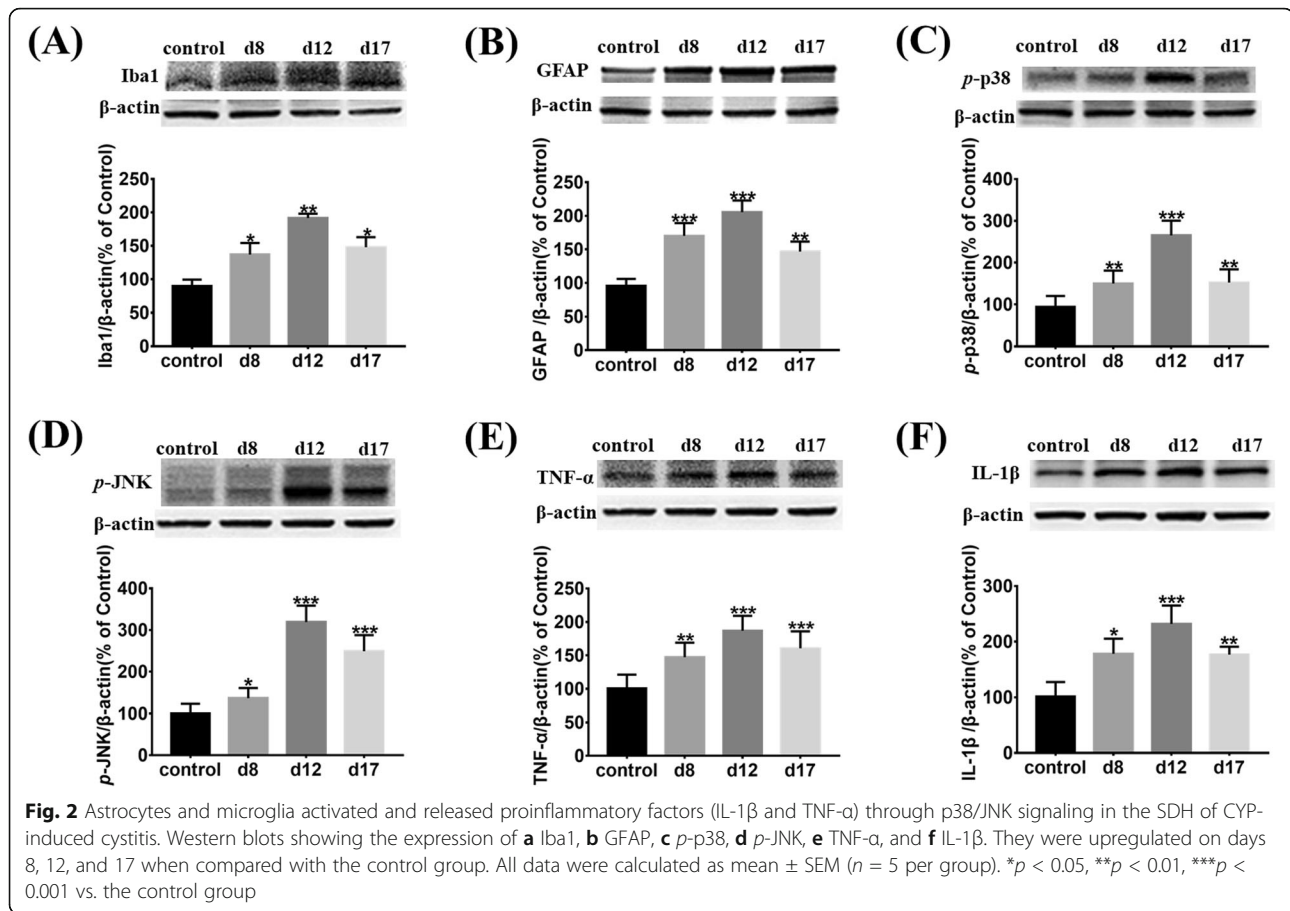 (A)
control d8 d12 d17
Iba1
β-actin
Iba1/β-actin(% of Control)
250
200
150
100
50
0
* ** *
control d8 d12 d17
(B)
control d8 d12 d17
GFAP
β-actin
GFAP /β-actin(% of Control)
250
200
150
100
50
0
*** *** **
control d8 d12 d17
(C)
control d8 d12 d17
p-p38
β-actin
p-p38/β-actin(% of Control)
400
300
200
100
0
** *** **
control d8 d12 d17
(D)
control d8 d12 d17
p-JNK
β-actin
p-JNK/β-actin(% of Control)
400
300
200
100
0
* *** ***
control d8 d12 d17
(E)
control d8 d12 d17
TNF-α
β-actin
TNF-α/β-actin(% of Control)
250
200
150
100
50
0
** *** ***
control d8 d12 d17
(F)
control d8 d12 d17
IL-1β
β-actin
IL-1β /β-actin(% of Control)
300
200
100
0
* *** **
control d8 d12 d17
Fig. 2 Astrocytes and microglia activated and released proinflammatory factors (IL-1β and TNF-α) through p38/JNK signaling in the SDH of CYP-
induced cystitis. Western blots showing the expression of a Iba1, b GFAP, c p-p38, d p-JNK, e TNF-α, and f IL-1β. They were upregulated on days
8, 12, and 17 when compared with the control group. All data were calculated as mean ± SEM (n = 5 per group). *p < 0.05, **p < 0.01, ***p <
0.001 vs. the control group